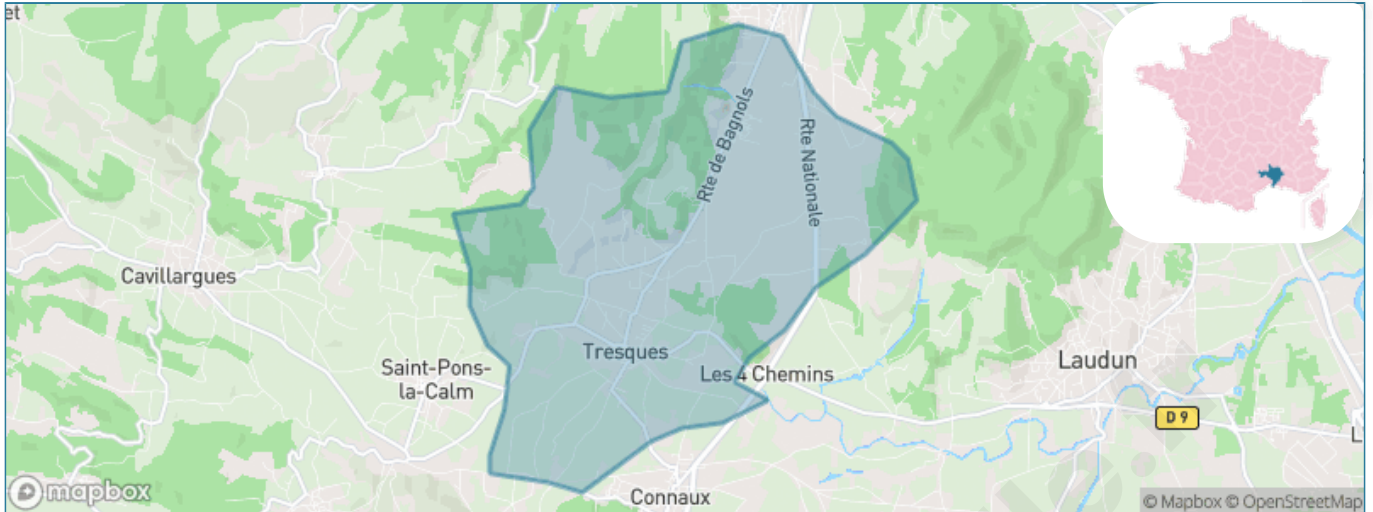 et
Rte de Bagnols
Rte Nationale
Cavillargues
Saint-Pons-
la-Calm
Tresques
Les 4 Chemins
Laudun
D 9
L
Connaux
mapbox
© Mapbox © OpenStreetMap